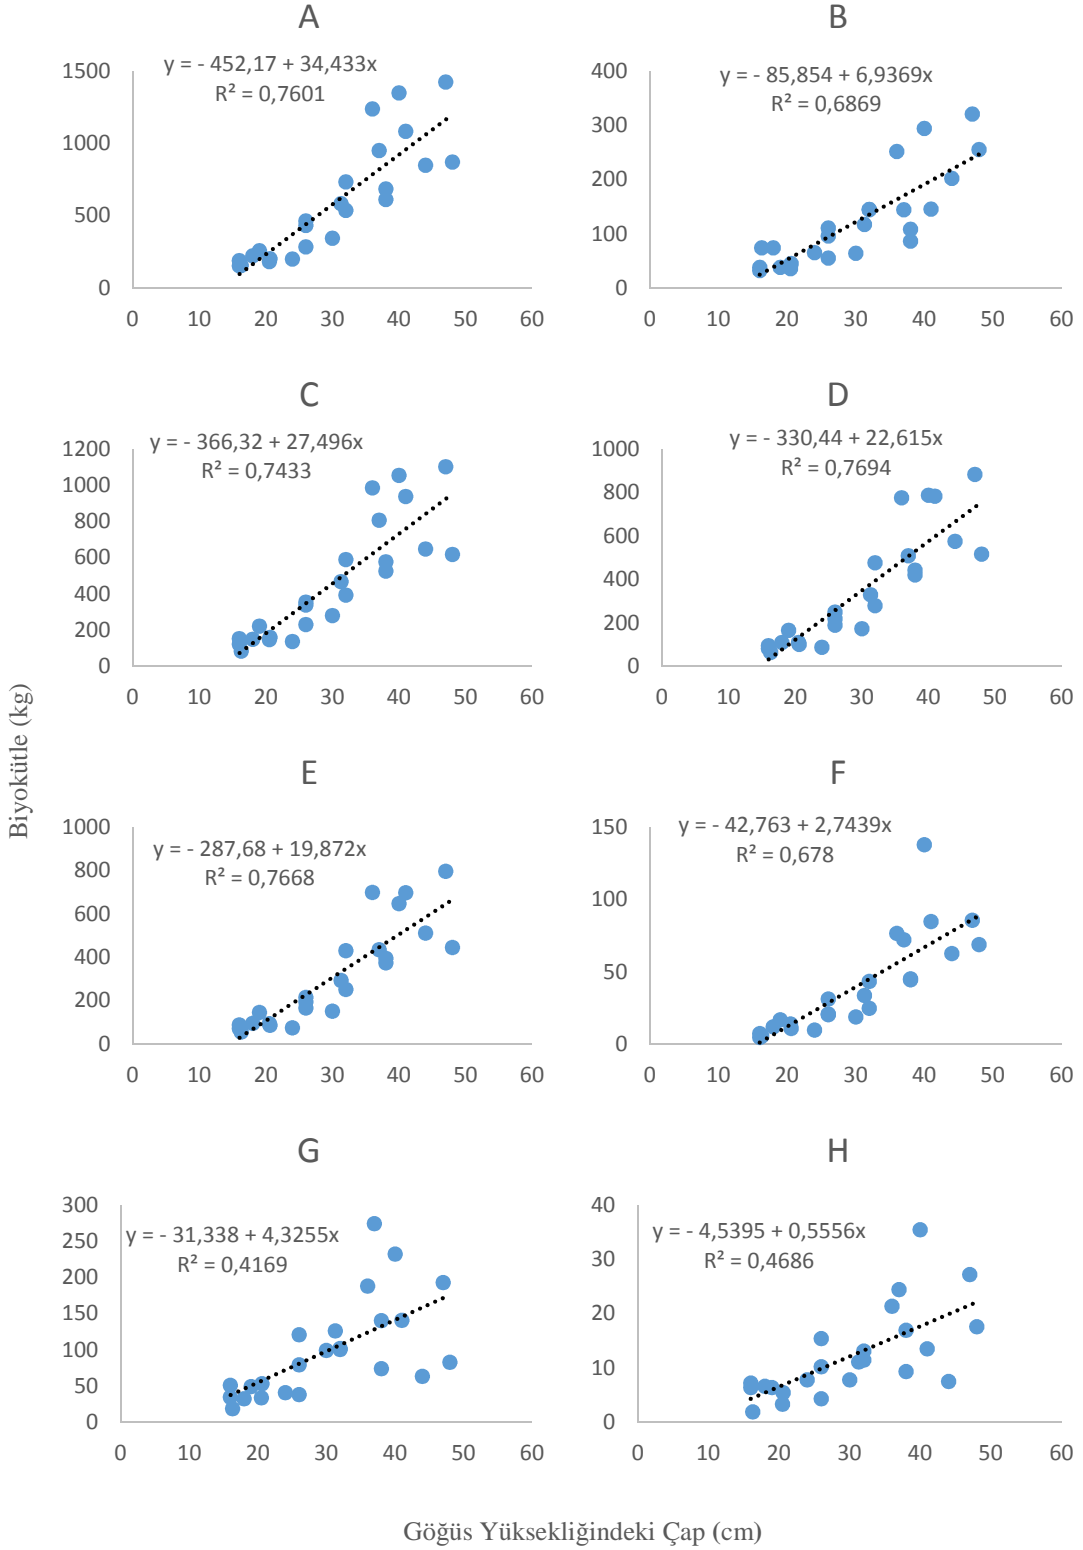 A
y = - 452,17 + 34,433x
R² = 0,7601
1500
1000
500
0
0 10 20 30 40 50 60
B
y = - 85,854 + 6,9369x
R² = 0,6869
400
300
200
100
0
0 10 20 30 40 50 60
C
y = - 366,32 + 27,496x
R² = 0,7433
1200
1000
800
600
400
200
0
0 10 20 30 40 50 60
D
y = - 330,44 + 22,615x
R² = 0,7694
1000
800
600
400
200
0
0 10 20 30 40 50 60
Biyokütle (kg)
E
y = - 287,68 + 19,872x
R² = 0,7668
1000
800
600
400
200
0
0 10 20 30 40 50 60
F
y = - 42,763 + 2,7439x
R² = 0,678
150
100
50
0
0 10 20 30 40 50 60
G
y = - 31,338 + 4,3255x
R² = 0,4169
300
250
200
150
100
50
0
0 10 20 30 40 50 60
H
y = - 4,5395 + 0,5556x
R² = 0,4686
40
30
20
10
0
0 10 20 30 40 50 60
Göğüs Yüksekliğindeki Çap (cm)